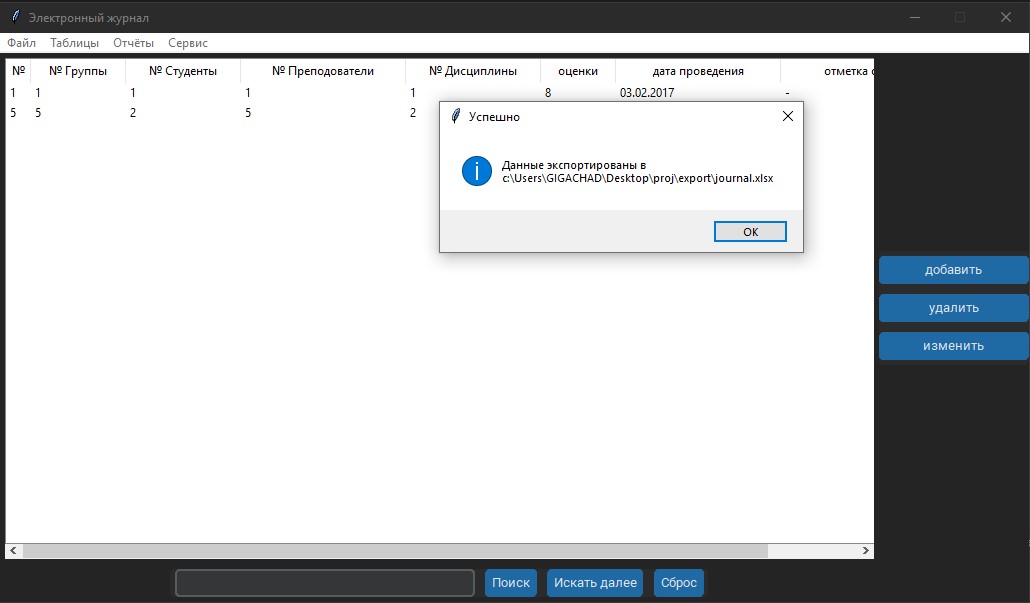 Электронный журнал
Файл Таблицы Отчёты Сервис
№ № Группы № Студенты № Преподователи № Дисциплины оценки дата проведения отметка
1 1 1 1 1 8 03.02.2017 -
5 5 2 5 2
Успешно
Данные экспортированы в
c:\Users\GIGACHAD\Desktop\proj\export\journal.xlsx
OK
добавить
удалить
изменить
Поиск Искать далее Сброс